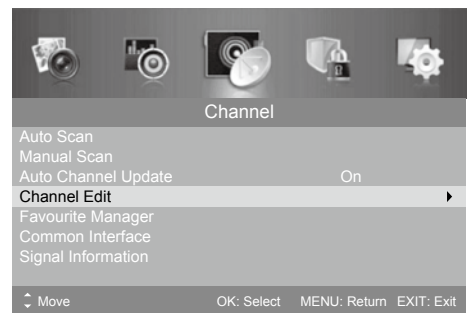 Channel
Auto Scan
Manual Scan
Auto Channel Update On
Channel Edit
Favourite Manager
Common Interface
Signal Information
Move OK: Select MENU: Return EXIT: Exit